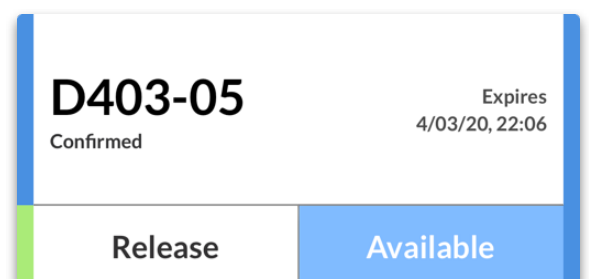 D403-05
Confirmed
Expires
4/03/20, 22:06
Release
Available